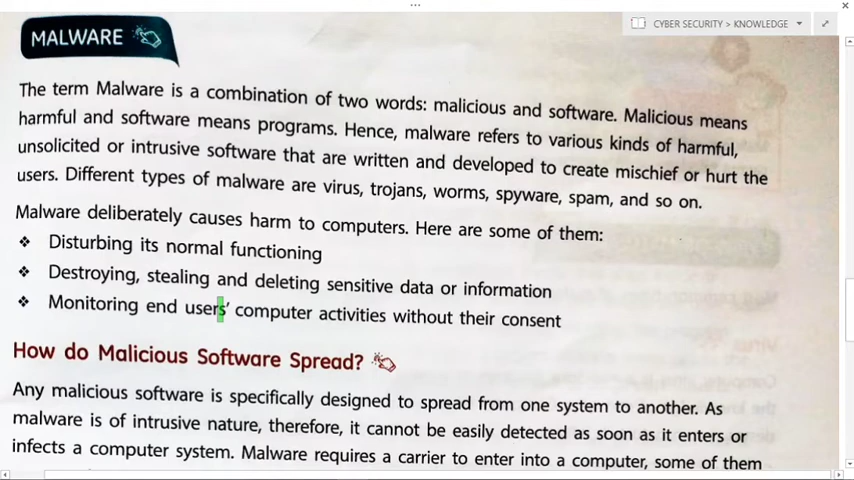 CYBER SECURITY > KNOWLEDGE
MALWARE
The term Malware is a combination of two words: malicious and software. Malicious means
harmful and software means programs. Hence, malware refers to various kinds of harmful,
unsolicited or intrusive software that are written and developed to create mischief or hurt the
users. Different types of malware are virus, trojans, worms, spyware, spam, and so on.
Malware deliberately causes harm to computers. Here are some of them:
❖ Disturbing its normal functioning
❖ Destroying, stealing and deleting sensitive data or information
❖ Monitoring end users' computer activities without their consent
How do Malicious Software Spread?
Any malicious software is specifically designed to spread from one system to another. As
malware is of intrusive nature, therefore, it cannot be easily detected as soon as it enters or
infects a computer system. Malware requires a carrier to enter into a computer, some of them